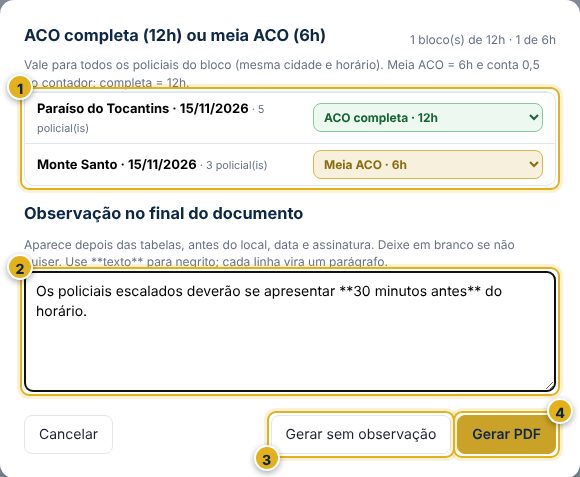 ACO completa (12h) ou meia ACO (6h)
1 bloco(s) de 12h · 1 de 6h
Vale para todos os policiais do bloco (mesma cidade e horário). Meia ACO = 6h e conta 0,5
no contador; completa = 12h.
1
Paraíso do Tocantins · 15/11/2026 · 5
policial(is)
ACO completa · 12h
Monte Santo · 15/11/2026 · 3 policial(is)
Meia ACO · 6h
Observação no final do documento
Aparece depois das tabelas, antes do local, data e assinatura. Deixe em branco se não
quiser. Use **texto** para negrito; cada linha vira um parágrafo.
2
Os policiais escalados deverão se apresentar **30 minutos antes** do
horário.
Cancelar
Gerar sem observação
Gerar PDF
3
4